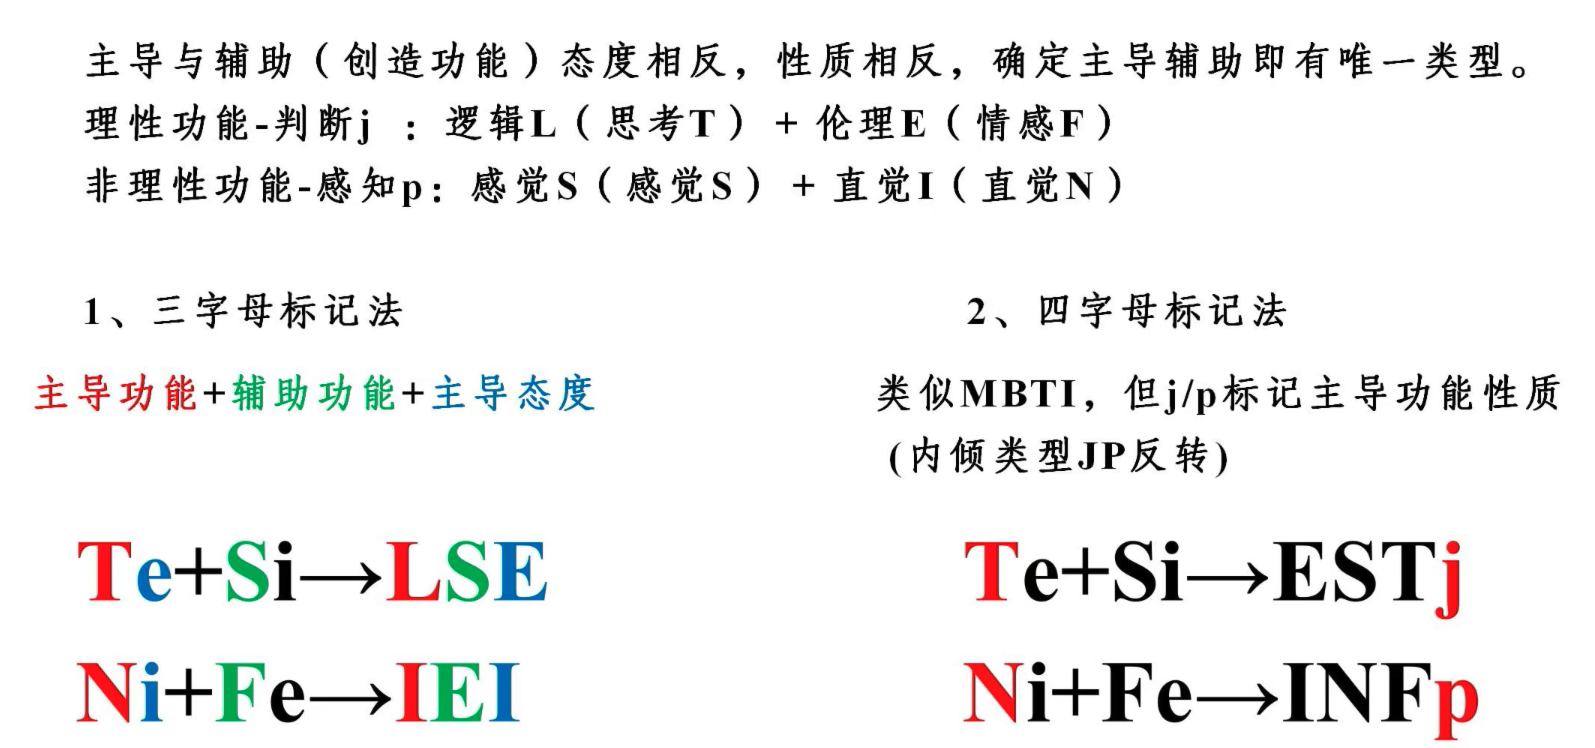 主导与辅助（创造功能）态度相反，性质相反，确定主导辅助即有唯一类型。
理性功能-判断j ：逻辑L（思考T）+伦理E（情感F）
非理性功能-感知p：感觉S（感觉S）+直觉I（直觉N）
1、三字母标记法
主导功能+辅助功能+主导态度
Te+Si→LSE
Ni+Fe→IEI
2、四字母标记法
类似MBTI，但j/p标记主导功能性质
(内倾类型JP反转)
Te+Si→ESTj
Ni+Fe→INFp